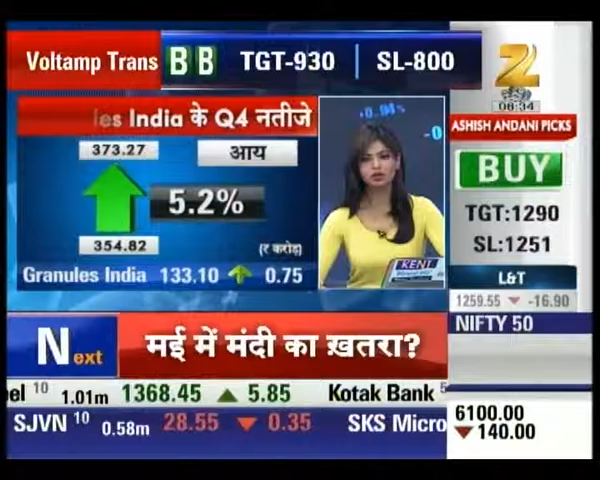 Voltamp Trans BB TGT-930 SL-800
08:34
les India के Q4 नतीजे
ASHISH ANDANI PICKS
373.27 आय
+0.94%
-0
BUY
5.2%
TGT:1290
SL:1251
354.82 (₹ करोड़)
KENT
L&T
Granules India 133.10 0.75
1259.55 -16.90
NIFTY 50
Next मई में मंदी का ख़तरा?
el 10 1.01m 1368.45 5.85 Kotak Bank
SJVN 10 0.58m 28.55 0.35 SKS Micro
6100.00
140.00